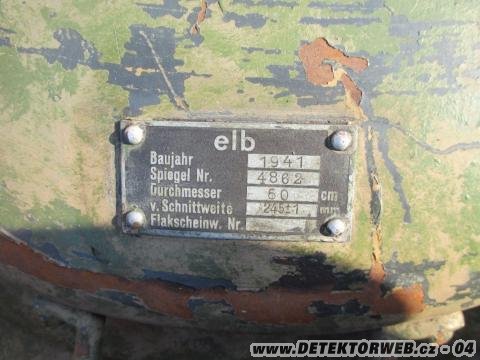 elb
Baujahr 1941
Spiegel Nr. 4862
Durchmesser 60 cm
v. Schnittweite 245±1 mm
Flakscheinw. Nr.
www.DETEKTORWEB.cz - 04